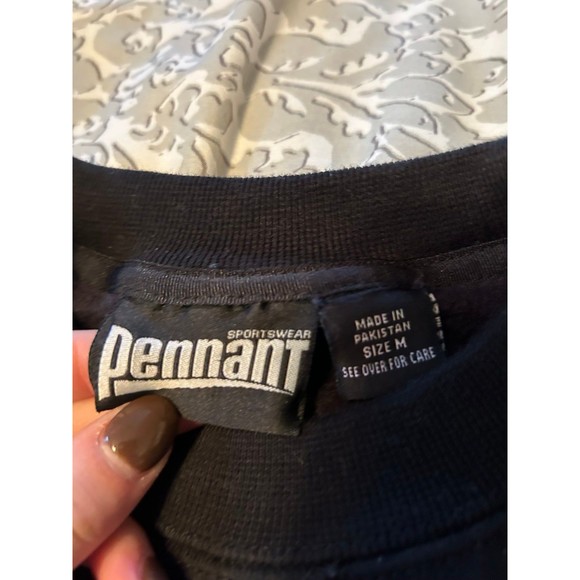 SPORTSWEAR
Pennant
MADE IN
PAKISTAN
SIZE M
SEE OVER FOR CARE